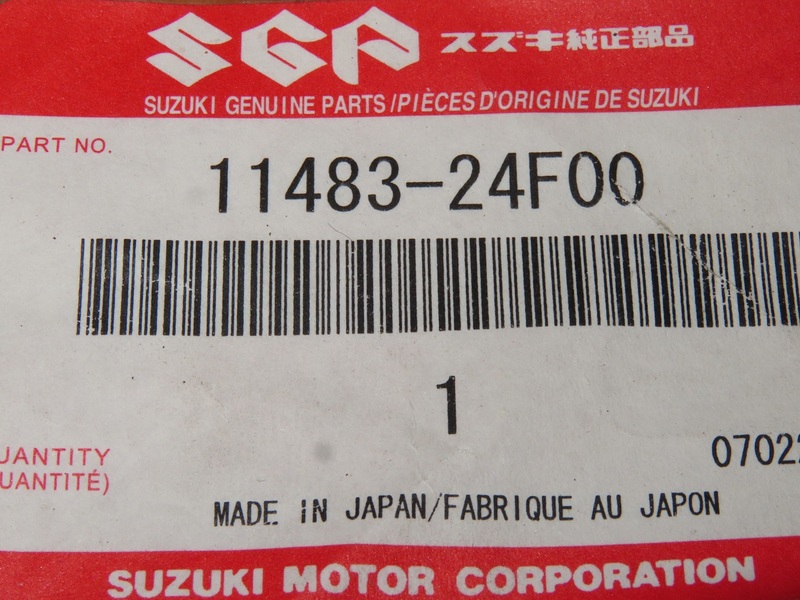 SGP スズキ純正部品
SUZUKI GENUINE PARTS/PIÈCES D'ORIGINE DE SUZUKI
PART NO.
11483-24F00
1
UANTITY
UANTITÉ)
0702
MADE IN JAPAN/FABRIQUE AU JAPON
SUZUKI MOTOR CORPORATION